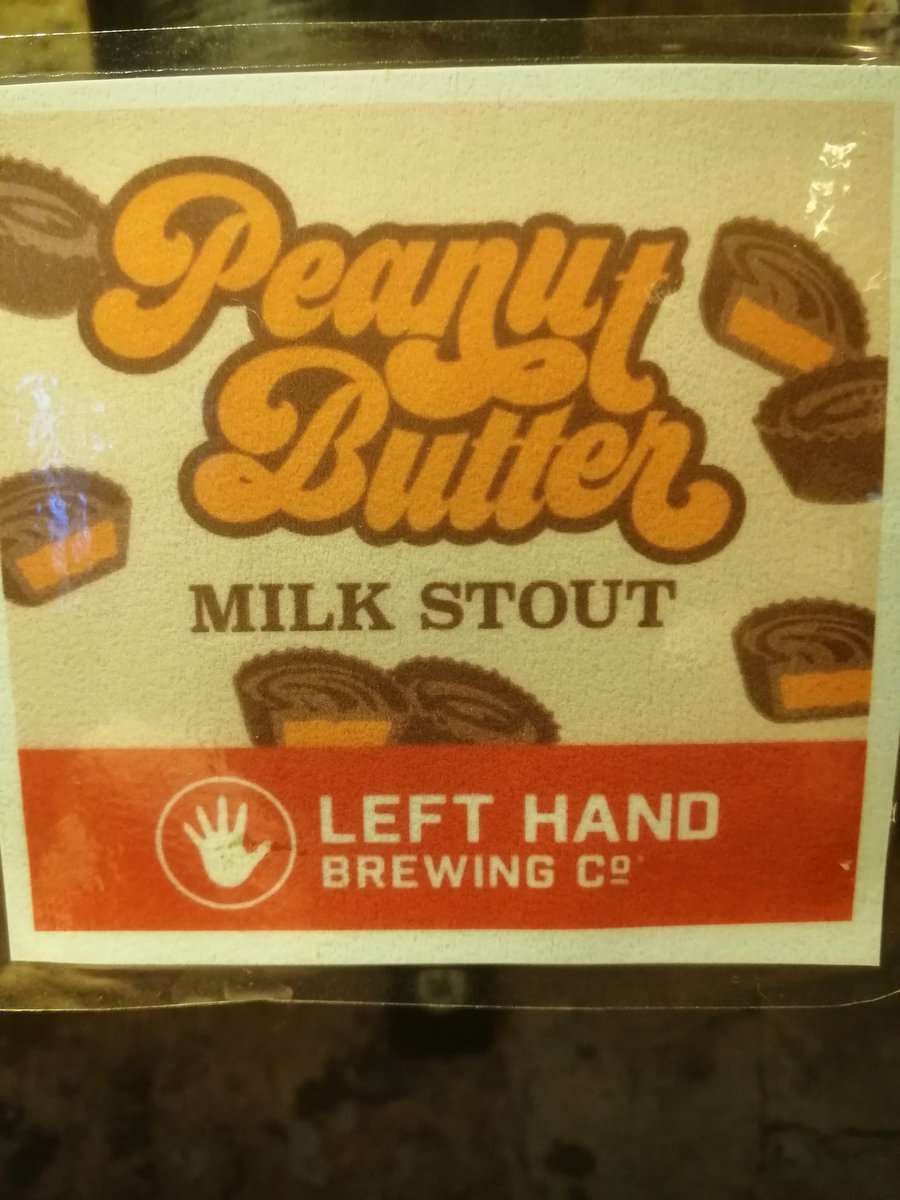 Peanut
Butter
MILK STOUT
LEFT HAND
BREWING Cº